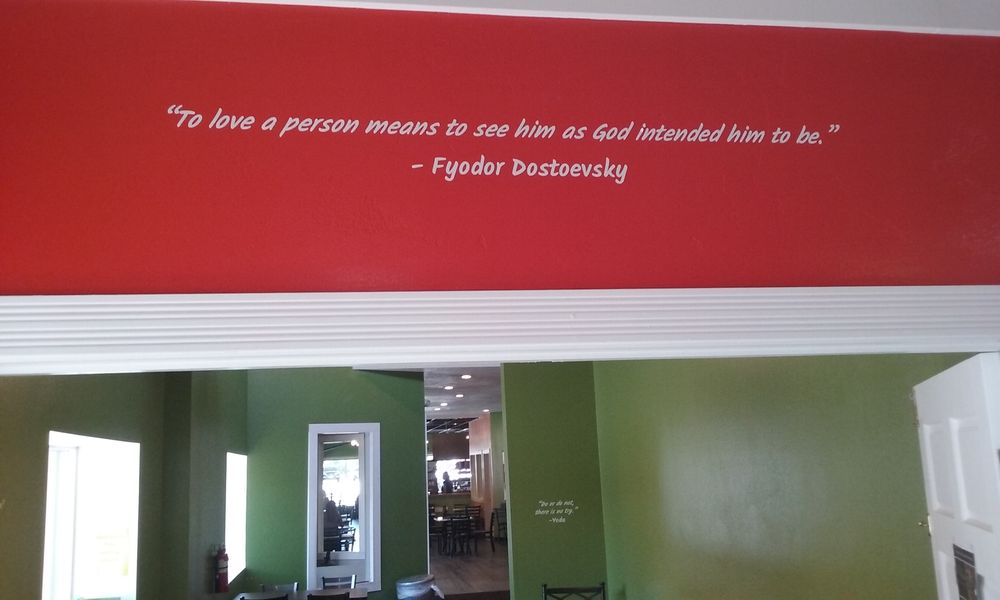 “To love a person means to see him as God intended him to be.”
– Fyodor Dostoevsky
“Do or do not,
there is no try.”
–Yoda